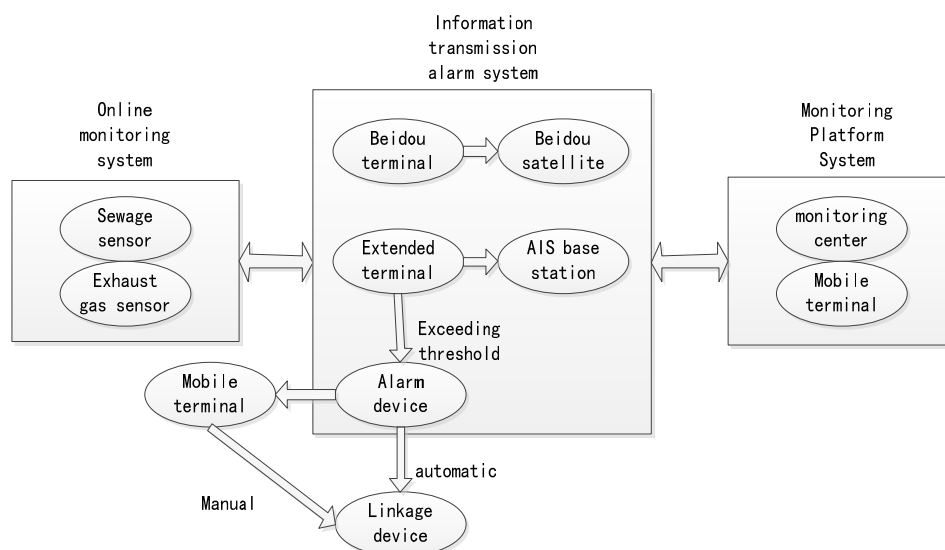 Information
transmission
alarm system
Online
monitoring
system
Monitoring
Platform
System
Beidou
terminal
Beidou
satellite
Sewage
sensor
Exhaust
gas sensor
Extended
terminal
AIS base
station
monitoring
center
Mobile
terminal
Exceeding
threshold
Mobile
terminal
Alarm
device
automatic
Manual
Linkage
device